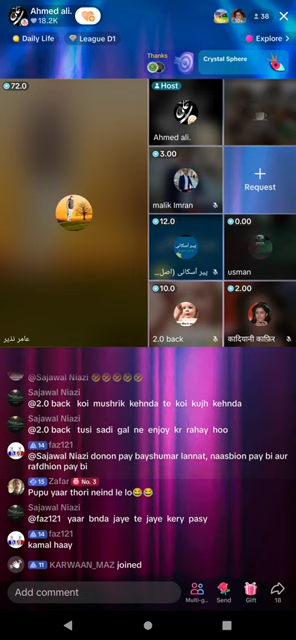 Ahmed ali.
18.2K
38
Daily Life
League D1
Explore
Thanks
Crystal Sphere
72.0
Host
Ahmed ali.
3.00
malik Imran
+
Request
عامر نذیر
12.0
پیر آسکانی (اصل...
0.00
usman
10.0
2.0 back
2.00
कादियानी काफ़िर
@Sajawal Niazi 🤣🤣🤣🤣🤣
Sajawal Niazi
@2.0 back koi mushrik kehnda te koi kujh kehnda
Sajawal Niazi
@2.0 back tusi sadi gal ne enjoy kr rahay hoo
14 faz121
@Sajawal Niazi donon pay bayshumar lannat, naasbion pay bi aur
rafdhion pay bi
15 Zafar No. 3
Pupu yaar thori neind le lo😂😂
Sajawal Niazi
@faz121 yaar bnda jaye te jaye kery pasy
14 faz121
kamal haay
11 KARWAAN_MAZ joined
Add comment
Multi-g...
Send
Gift
18